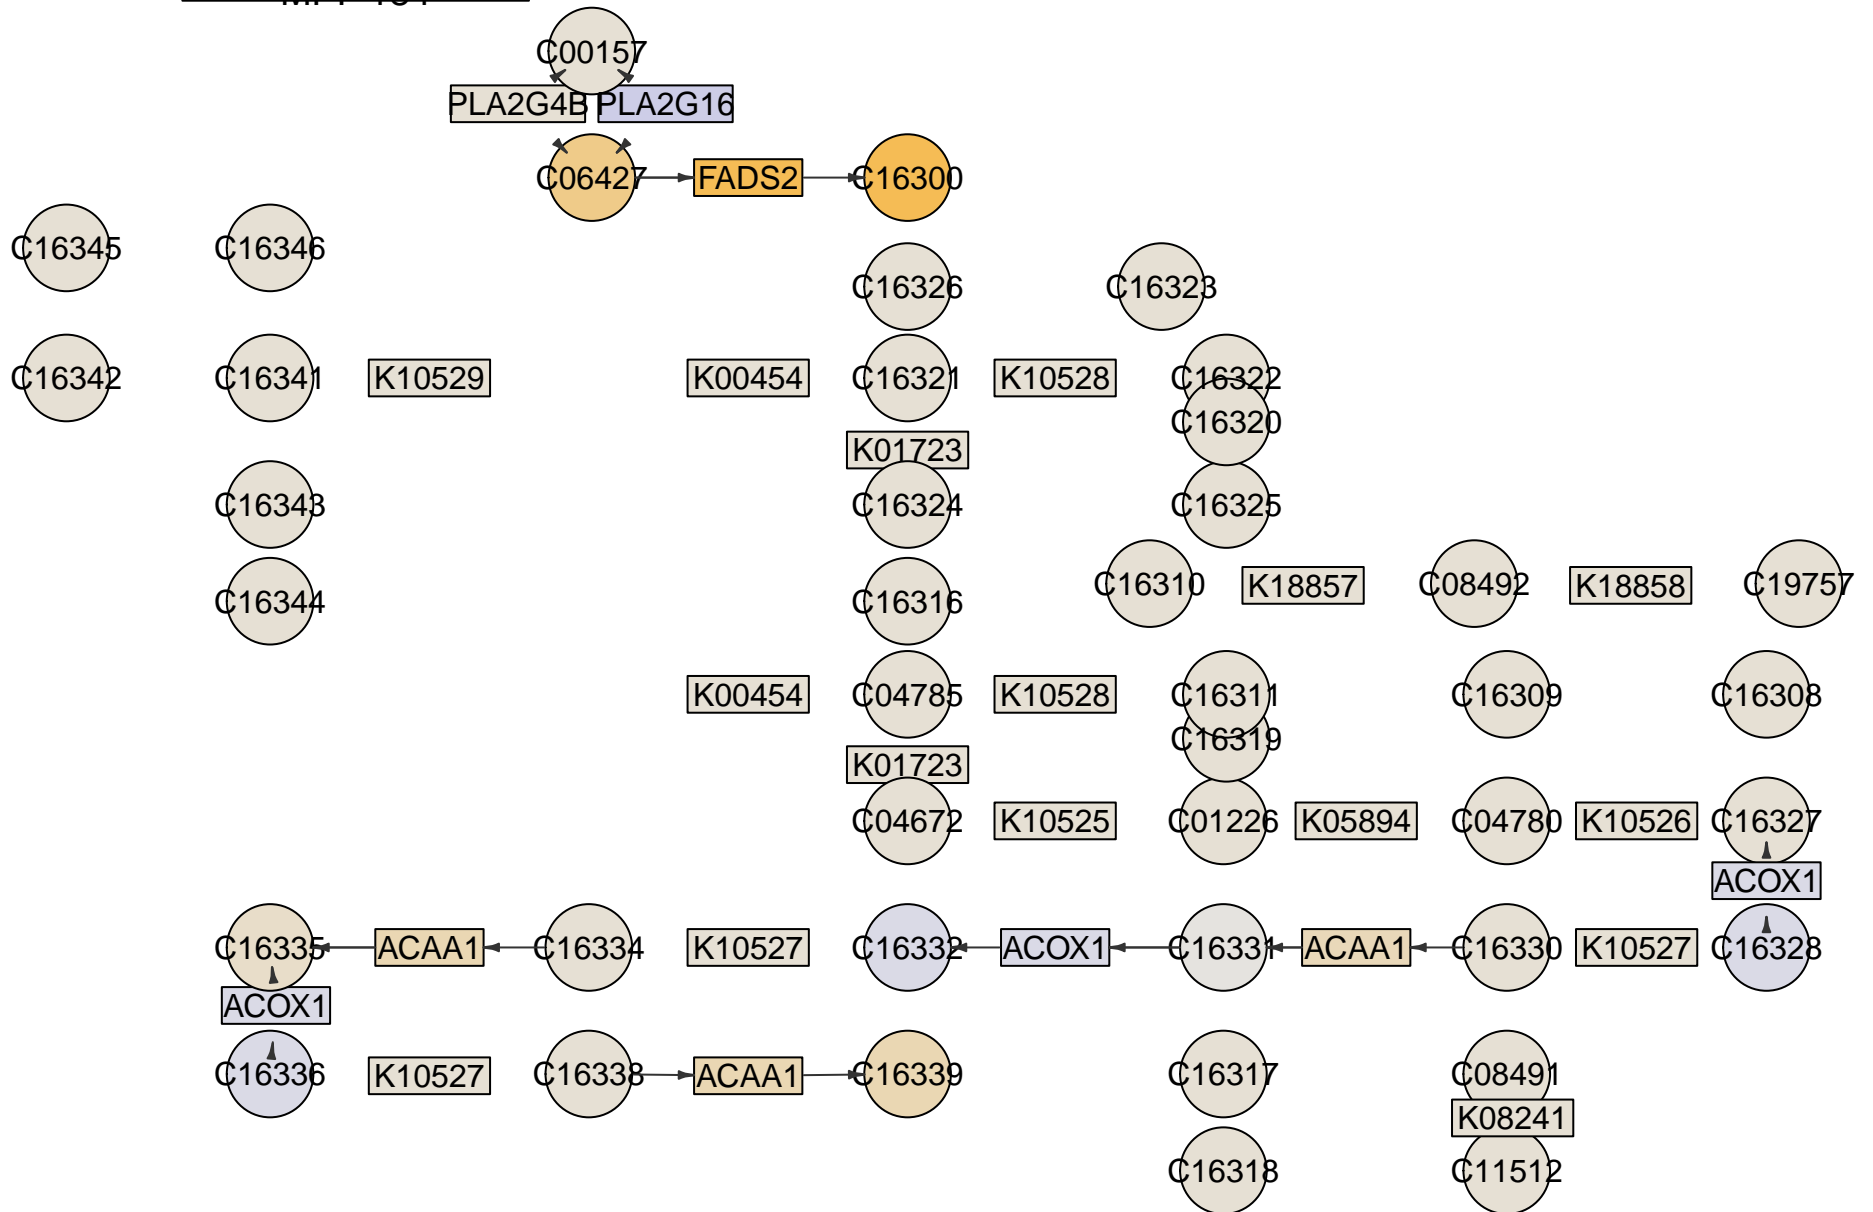 C00157
PLA2G4B PLA2G16
C06427 FADS2 C16300
C16345 C16346
C16326 C16323
C16342 C16341 K10529 K00454 C16321 K10528 C16322
C16320
K01723
C16343 C16324 C16325
C16310 K18857 C08492 K18858 C19757
C16344 C16316
K00454 C04785 K10528 C16311 C16309 C16308
C16319
K01723
C04672 K10525 C01226 K05894 C04780 K10526 C16327
ACOX1
C16335 ACAA1 C16334 K10527 C16332 ACOX1 C16331 ACAA1 C16330 K10527 C16328
ACOX1
C16336 K10527 C16338 ACAA1 C16339 C16317 C08491
K08241
C16318 C11512